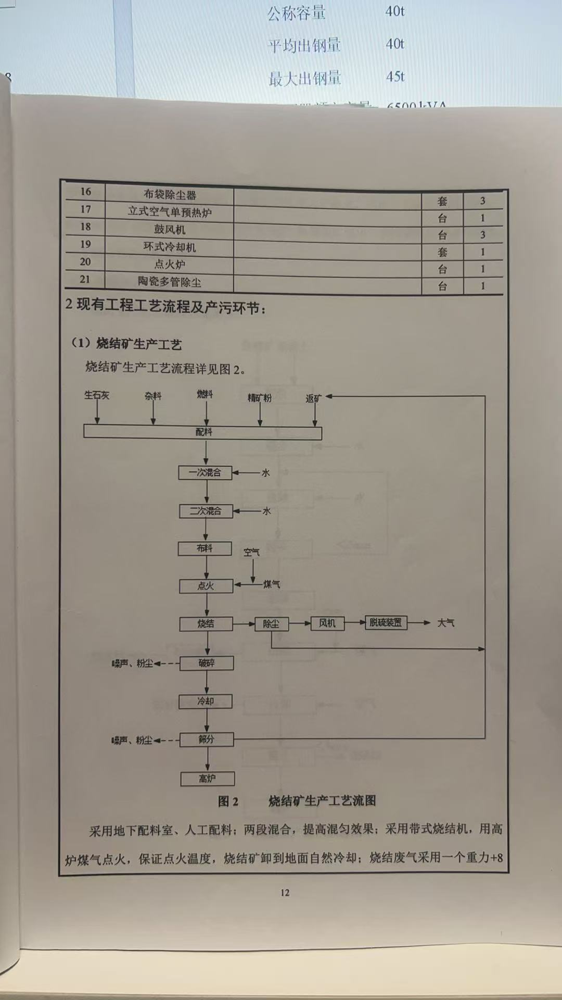 公称容量 40t
平均出钢量 40t
最大出钢量 45t
6500kVA
8
16 布袋除尘器 套 3
17 立式空气单预热炉 台 1
18 鼓风机 台 3
19 环式冷却机 套 1
20 点火炉 台 1
21 陶瓷多管除尘 台 1
2 现有工程工艺流程及产污环节：
（1）烧结矿生产工艺
烧结矿生产工艺流程详见图 2。
生石灰 杂料 燃料 精矿粉 返矿
配料
一次混合 水
二次混合 水
布料
空气
点火 煤气
烧结 除尘 风机 脱硫装置 大气
噪声、粉尘 破碎
冷却
噪声、粉尘 筛分
高炉
图 2 烧结矿生产工艺流图
采用地下配料室、人工配料；两段混合，提高混匀效果；采用带式烧结机，用高
炉煤气点火，保证点火温度，烧结矿卸到地面自然冷却；烧结废气采用一个重力+8
12